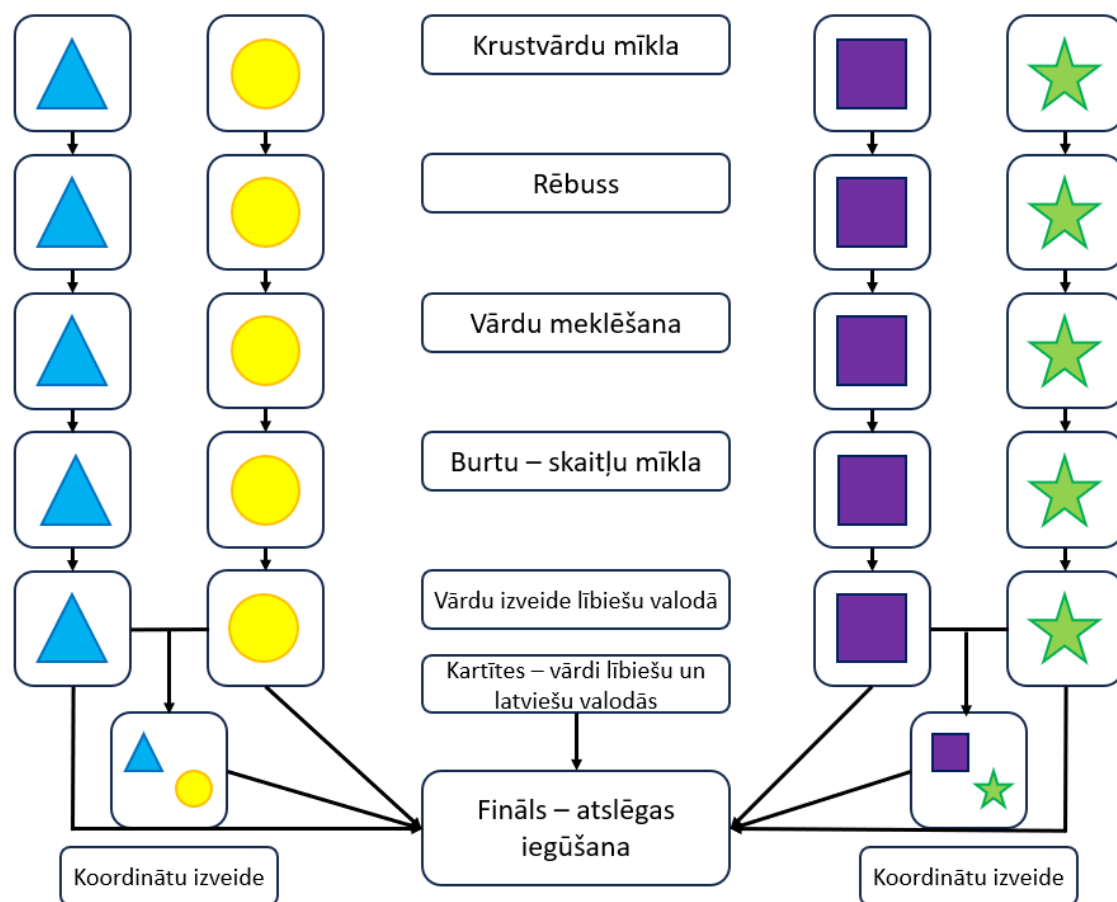 Krustvārdu mīkla
Rēbuss
Vārdu meklēšana
Burtu – skaitļu mīkla
Vārdu izveide lībiešu valodā
Kartītes – vārdi lībiešu un
latviešu valodās
Fināls – atslēgas
iegūšana
Koordinātu izveide
Koordinātu izveide